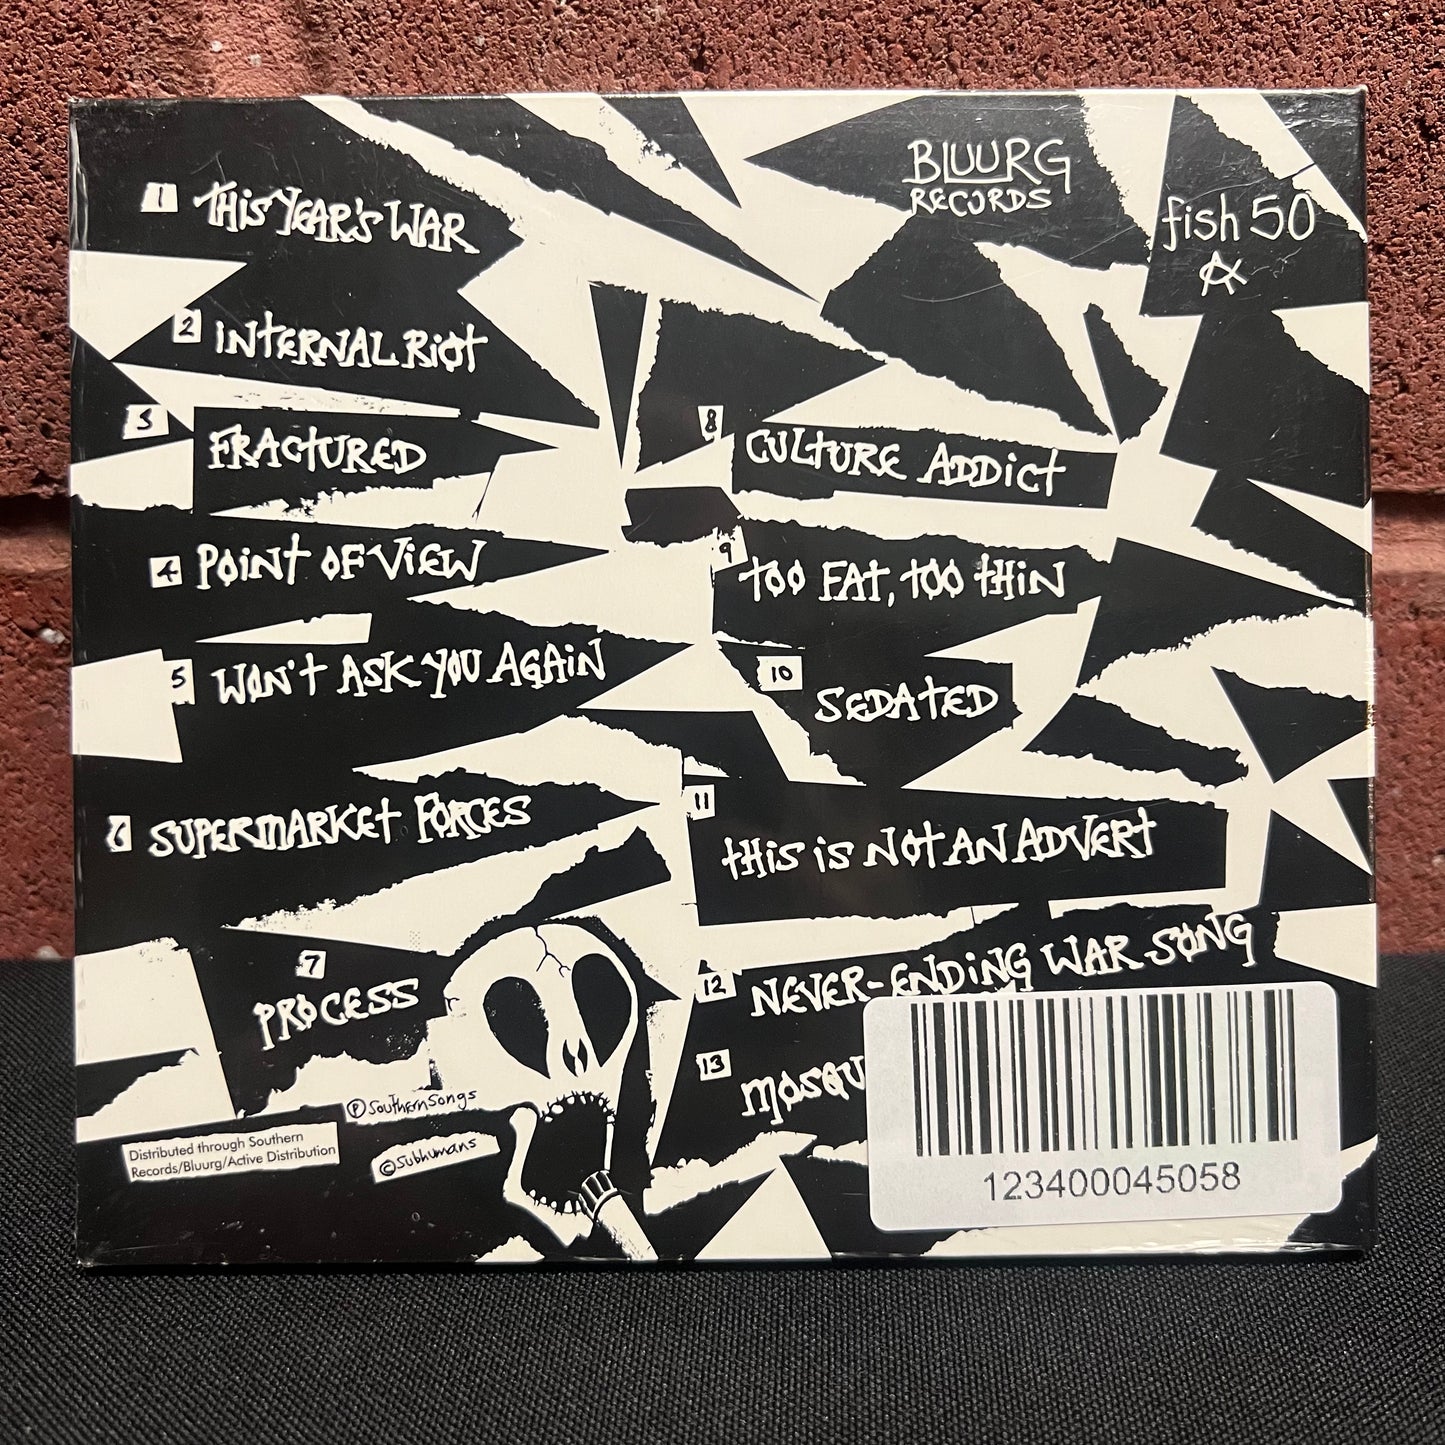 BLUURG
RECORDS
fish 50
1 THIS YEAR'S WAR
2 INTERNAL RIOT
3 FRACTURED
4 POINT OF VIEW
5 WON'T ASK YOU AGAIN
6 SUPERMARKET FORCES
7
PROCESS
8 CULTURE ADDICT
9 TOO FAT, TOO THIN
10 SEDATED
11
THIS IS NOT AN ADVERT
12 NEVER-ENDING WAR SONG
13
Ⓟ Southern Songs
© Subhumans
Distributed through Southern
Records/Bluurg/Active Distribution
123400045058